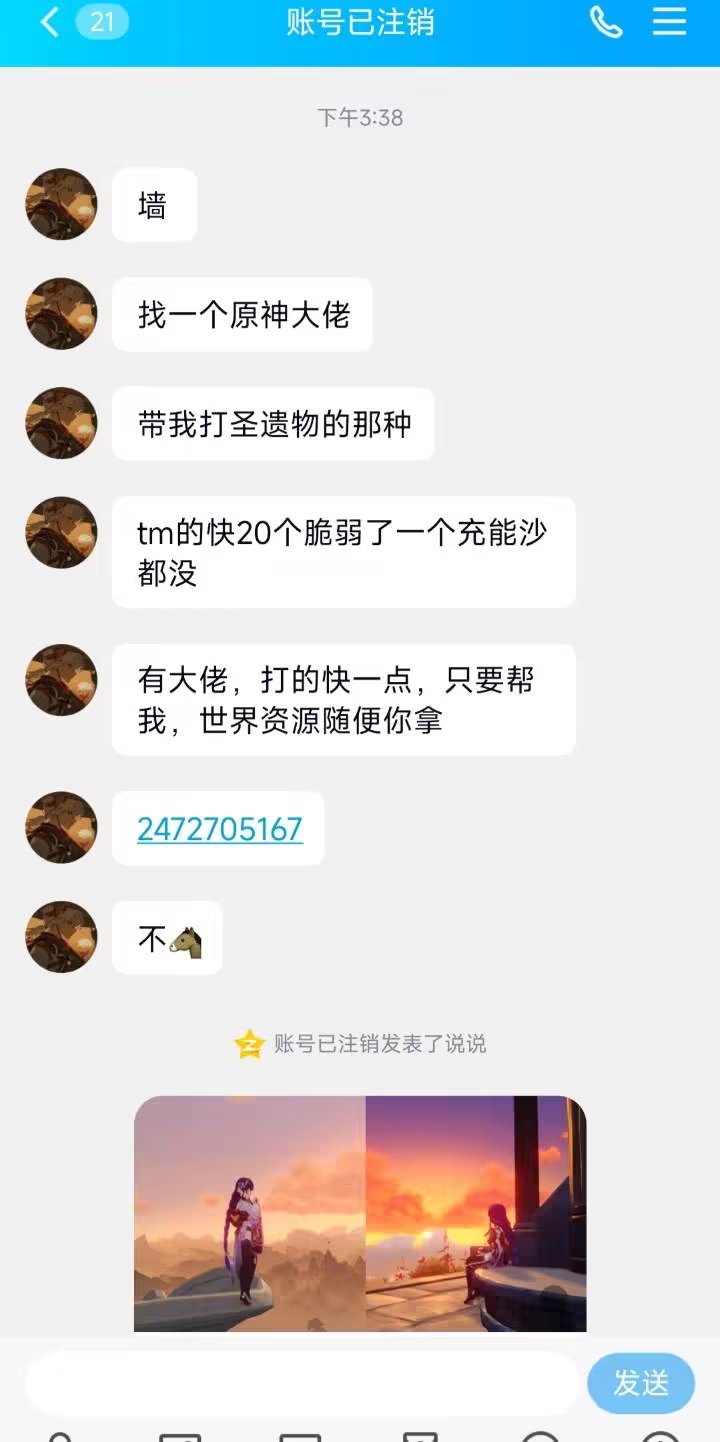 21
账号已注销
下午3:38
墙
找一个原神大佬
带我打圣遗物的那种
tm的快20个脆弱了一个充能沙
都没
有大佬，打的快一点，只要帮
我，世界资源随便你拿
2472705167
不🐴
账号已注销发表了说说
发送